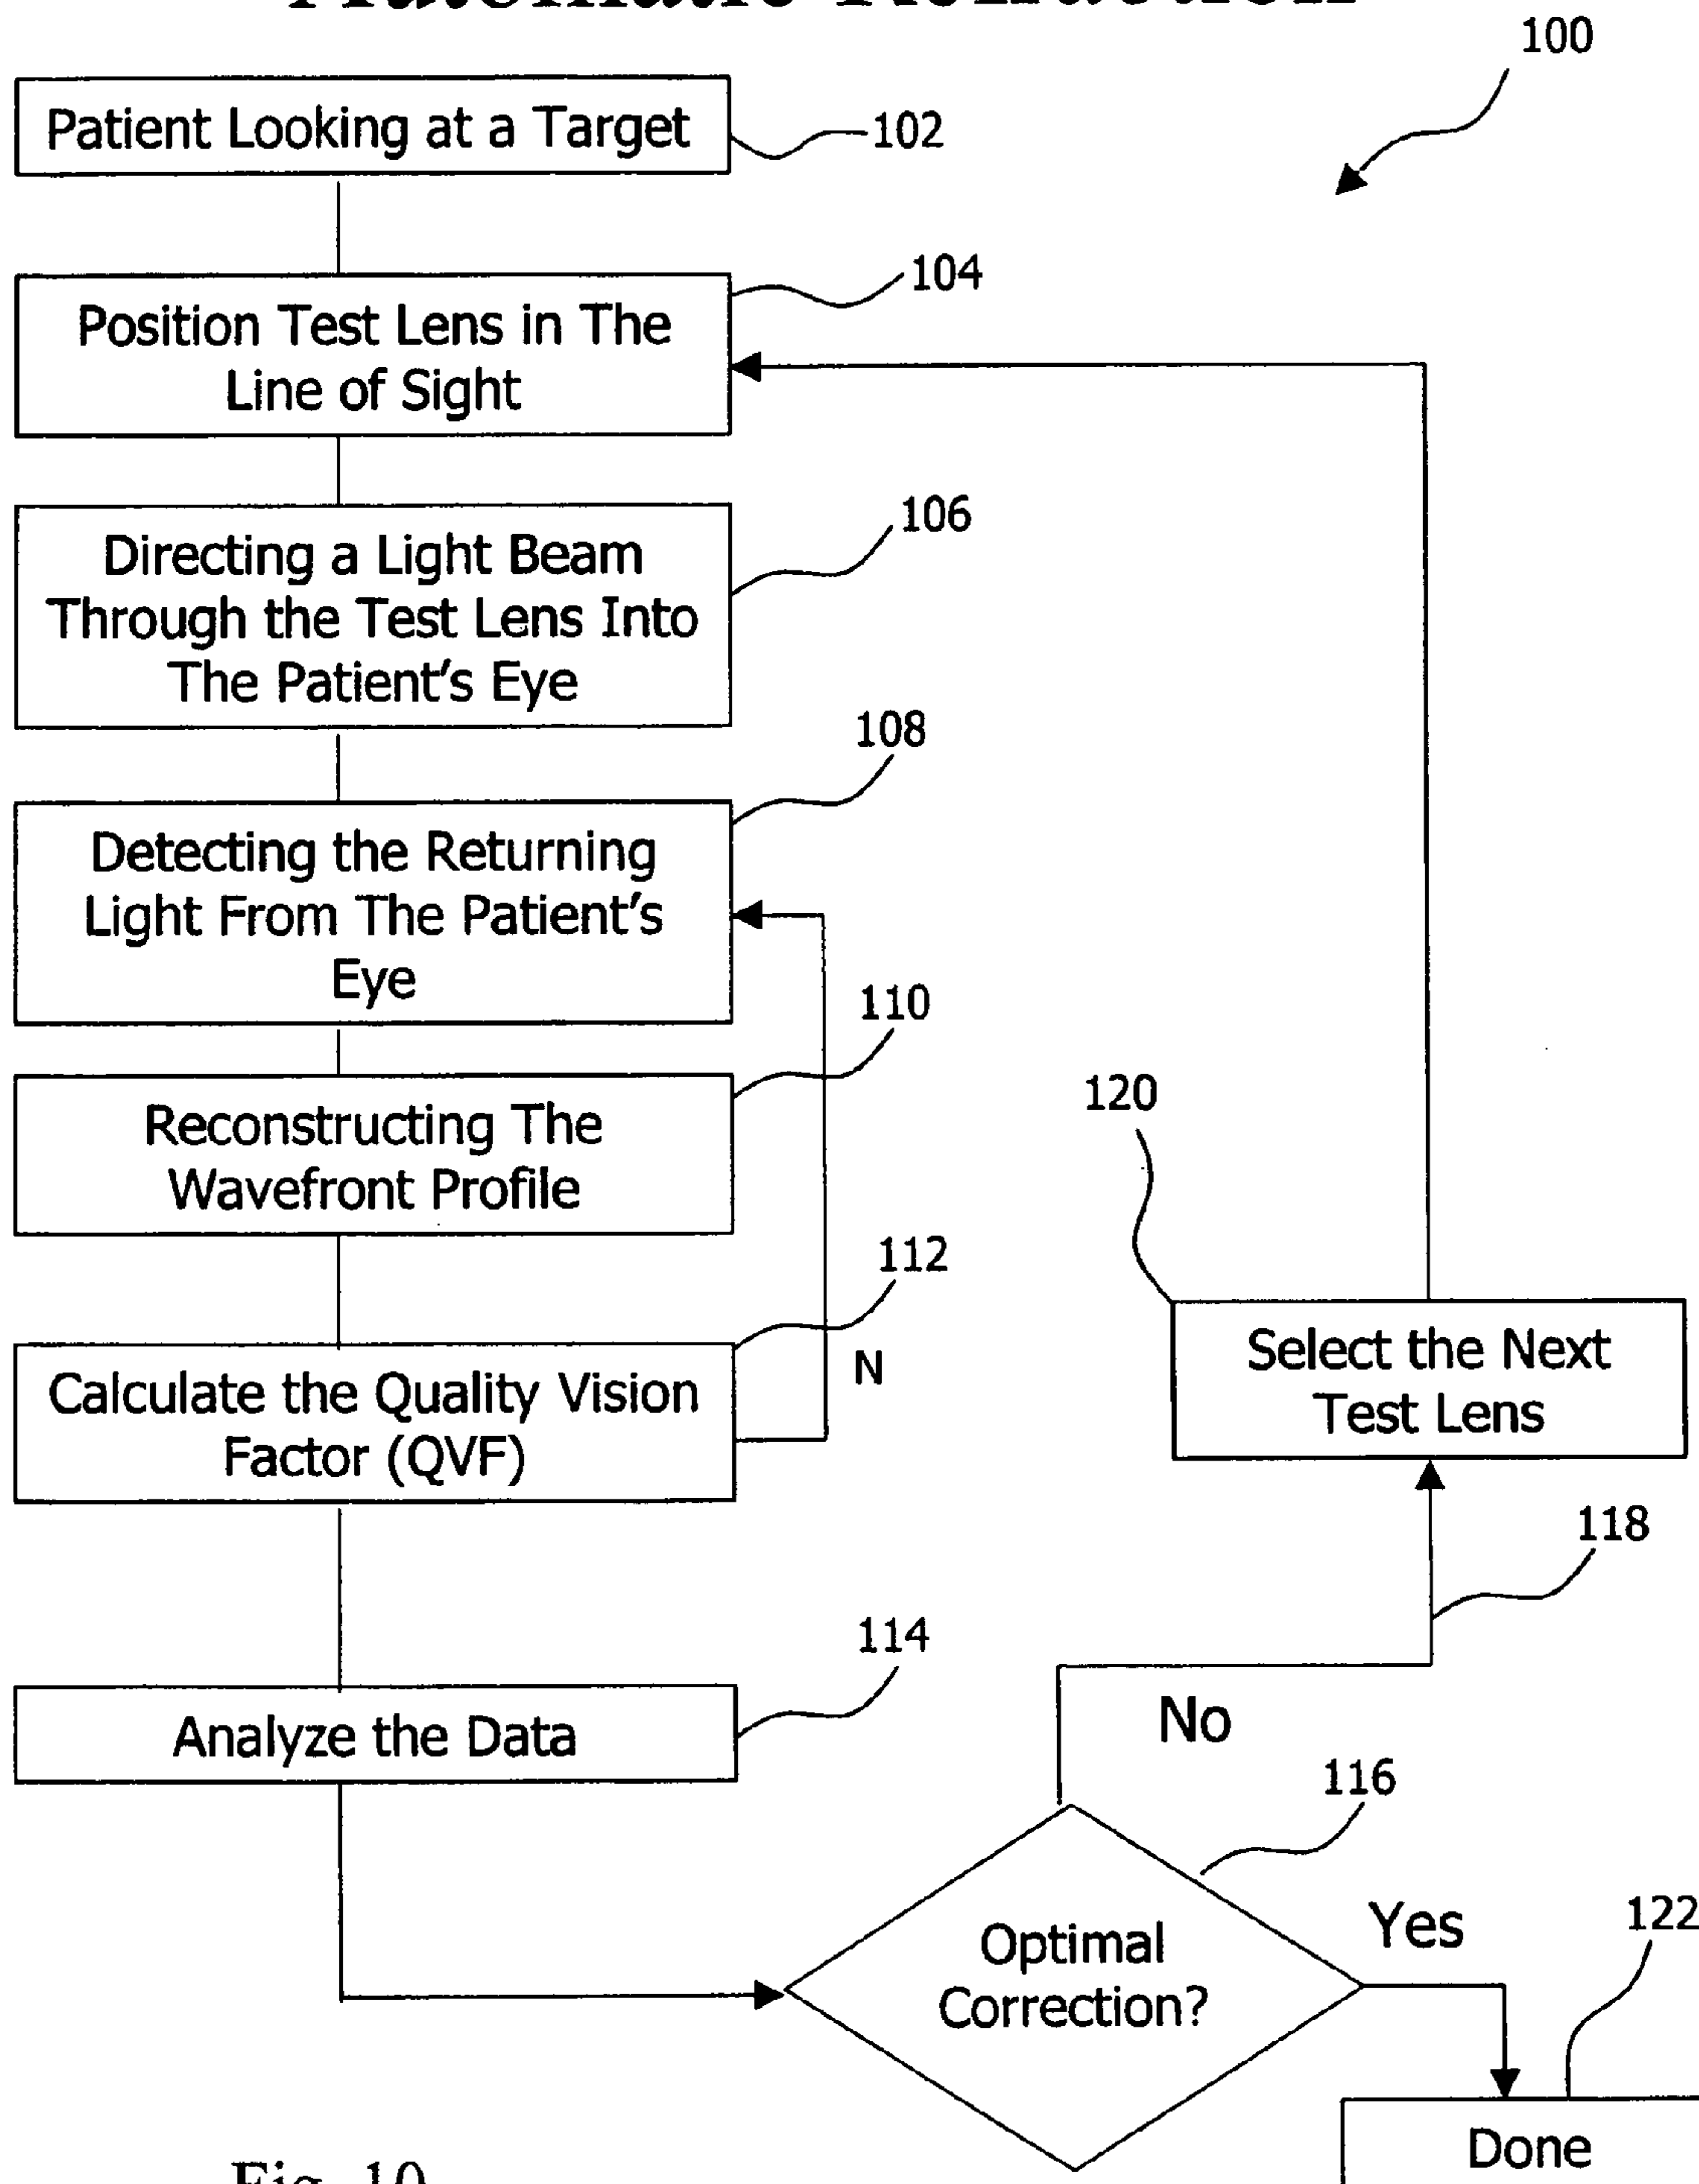 100
Patient Looking at a Target
102
104
Position Test Lens in The
Line of Sight
106
Directing a Light Beam
Through the Test Lens Into
The Patient's Eye
108
Detecting the Returning
Light From The Patient's
Eye
110
Reconstructing The
Wavefront Profile
120
112
Calculate the Quality Vision
Factor (QVF)
N
Select the Next
Test Lens
118
114
Analyze the Data
No
116
Optimal
Correction?
Yes
122
Done
Fig. 10